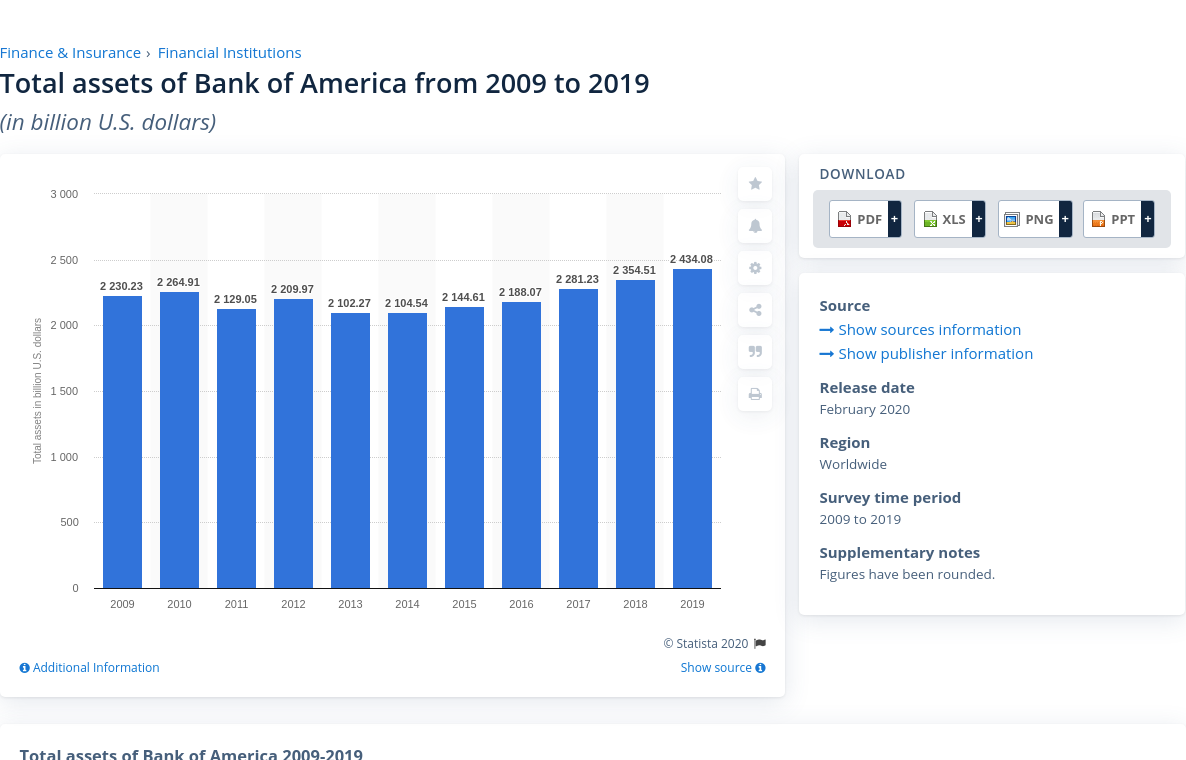 Finance & Insurance › Financial Institutions
Total assets of Bank of America from 2009 to 2019
(in billion U.S. dollars)
Total assets in billion U.S. dollars
3 000
2 500
2 000
1 500
1 000
500
0
2 230.23
2 264.91
2 129.05
2 209.97
2 102.27
2 104.54
2 144.61
2 188.07
2 281.23
2 354.51
2 434.08
2009 2010 2011 2012 2013 2014 2015 2016 2017 2018 2019
© Statista 2020
Additional Information
Show source
DOWNLOAD
PDF + XLS + PNG + PPT +
Source
Show sources information
Show publisher information
Release date
February 2020
Region
Worldwide
Survey time period
2009 to 2019
Supplementary notes
Figures have been rounded.
Total assets of Bank of America 2009-2019